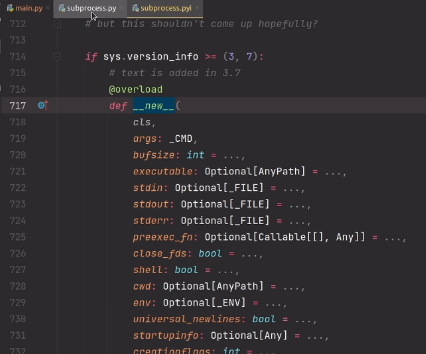 main.py subprocess.py subprocess.pyi
712 # but this shouldn't come up hopefully?
713
714 if sys.version_info >= (3, 7):
715 # text is added in 3.7
716 @overload
717 def __new__(
718 cls,
719 args: _CMD,
720 bufsize: int = ...,
721 executable: Optional[AnyPath] = ...,
722 stdin: Optional[_FILE] = ...,
723 stdout: Optional[_FILE] = ...,
724 stderr: Optional[_FILE] = ...,
725 preexec_fn: Optional[Callable[[], Any]] = ...,
726 close_fds: bool = ...,
727 shell: bool = ...,
728 cwd: Optional[AnyPath] = ...,
729 env: Optional[_ENV] = ...,
730 universal_newlines: bool = ...,
731 startupinfo: Optional[Any] = ...,
732 creationflags: int = ...,